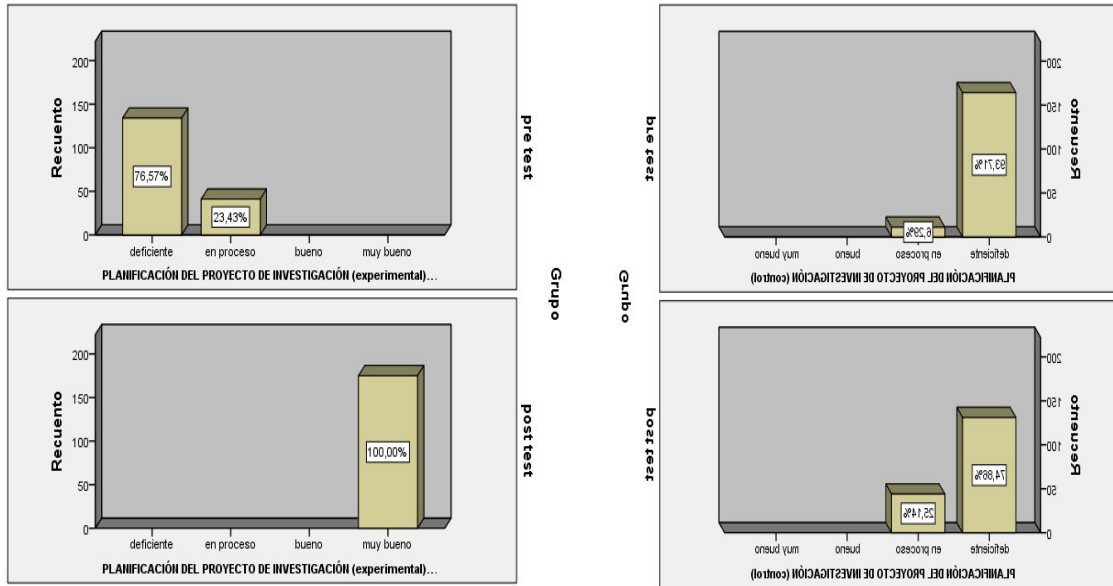 Recuento
200
150
100
50
0
76,57%
23,43%
deficiente en proceso bueno muy bueno
PLANIFICACIÓN DEL PROYECTO DE INVESTIGACIÓN (experimental)...
pre test
Recuento
200
150
100
50
0
100,00%
deficiente en proceso bueno muy bueno
PLANIFICACIÓN DEL PROYECTO DE INVESTIGACIÓN (experimental)...
post test
Grupo
Grupo
pre test
Recuento
200
150
100
50
0
93,71%
6,29%
deficiente en proceso bueno muy bueno
PLANIFICACIÓN DEL PROYECTO DE INVESTIGACIÓN (control)
post test
Recuento
200
150
100
50
0
74,86%
25,14%
deficiente en proceso bueno muy bueno
PLANIFICACIÓN DEL PROYECTO DE INVESTIGACIÓN (control)